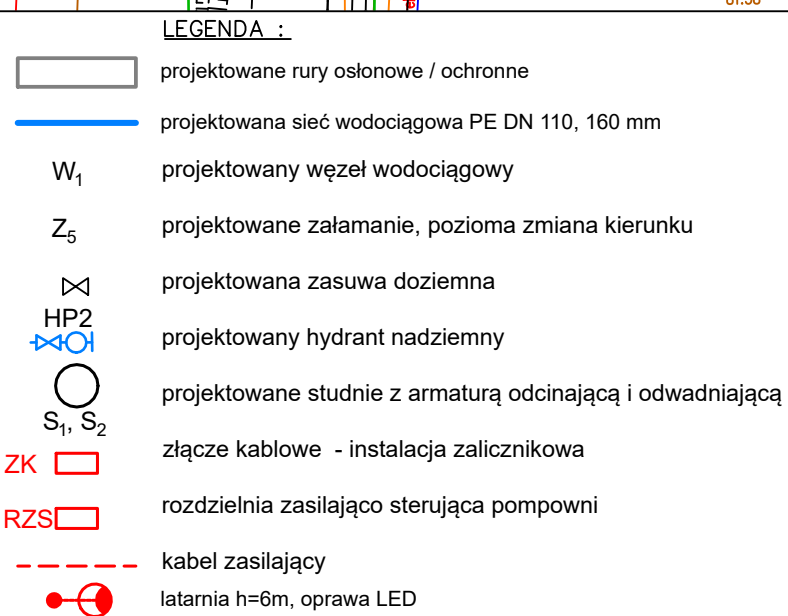 LEGENDA :
projektowane rury osłonowe / ochronne
projektowana sieć wodociągowa PE DN 110, 160 mm
W1 projektowany węzeł wodociągowy
Z5 projektowane załamanie, pozioma zmiana kierunku
projektowana zasuwa doziemna
HP2
projektowany hydrant nadziemny
projektowane studnie z armaturą odcinającą i odwadniającą
S1, S2
złącze kablowe - instalacja zalicznikowa
ZK
rozdzielnia zasilająco sterująca pompowni
RZS
kabel zasilający
latarnia h=6m, oprawa LED